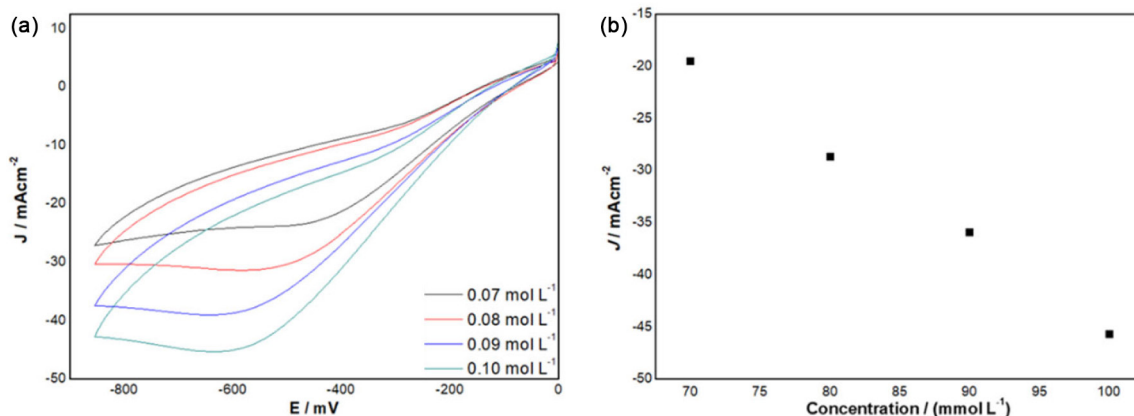 (a)
10
0
-10
-20
-30
-40
-50
J / mAcm⁻²
-800
-600
-400
-200
0
E / mV
0.07 mol L⁻¹
0.08 mol L⁻¹
0.09 mol L⁻¹
0.10 mol L⁻¹
(b)
-15
-20
-25
-30
-35
-40
-45
-50
J / mAcm⁻²
70
75
80
85
90
95
100
Concentration / (mmol L⁻¹)